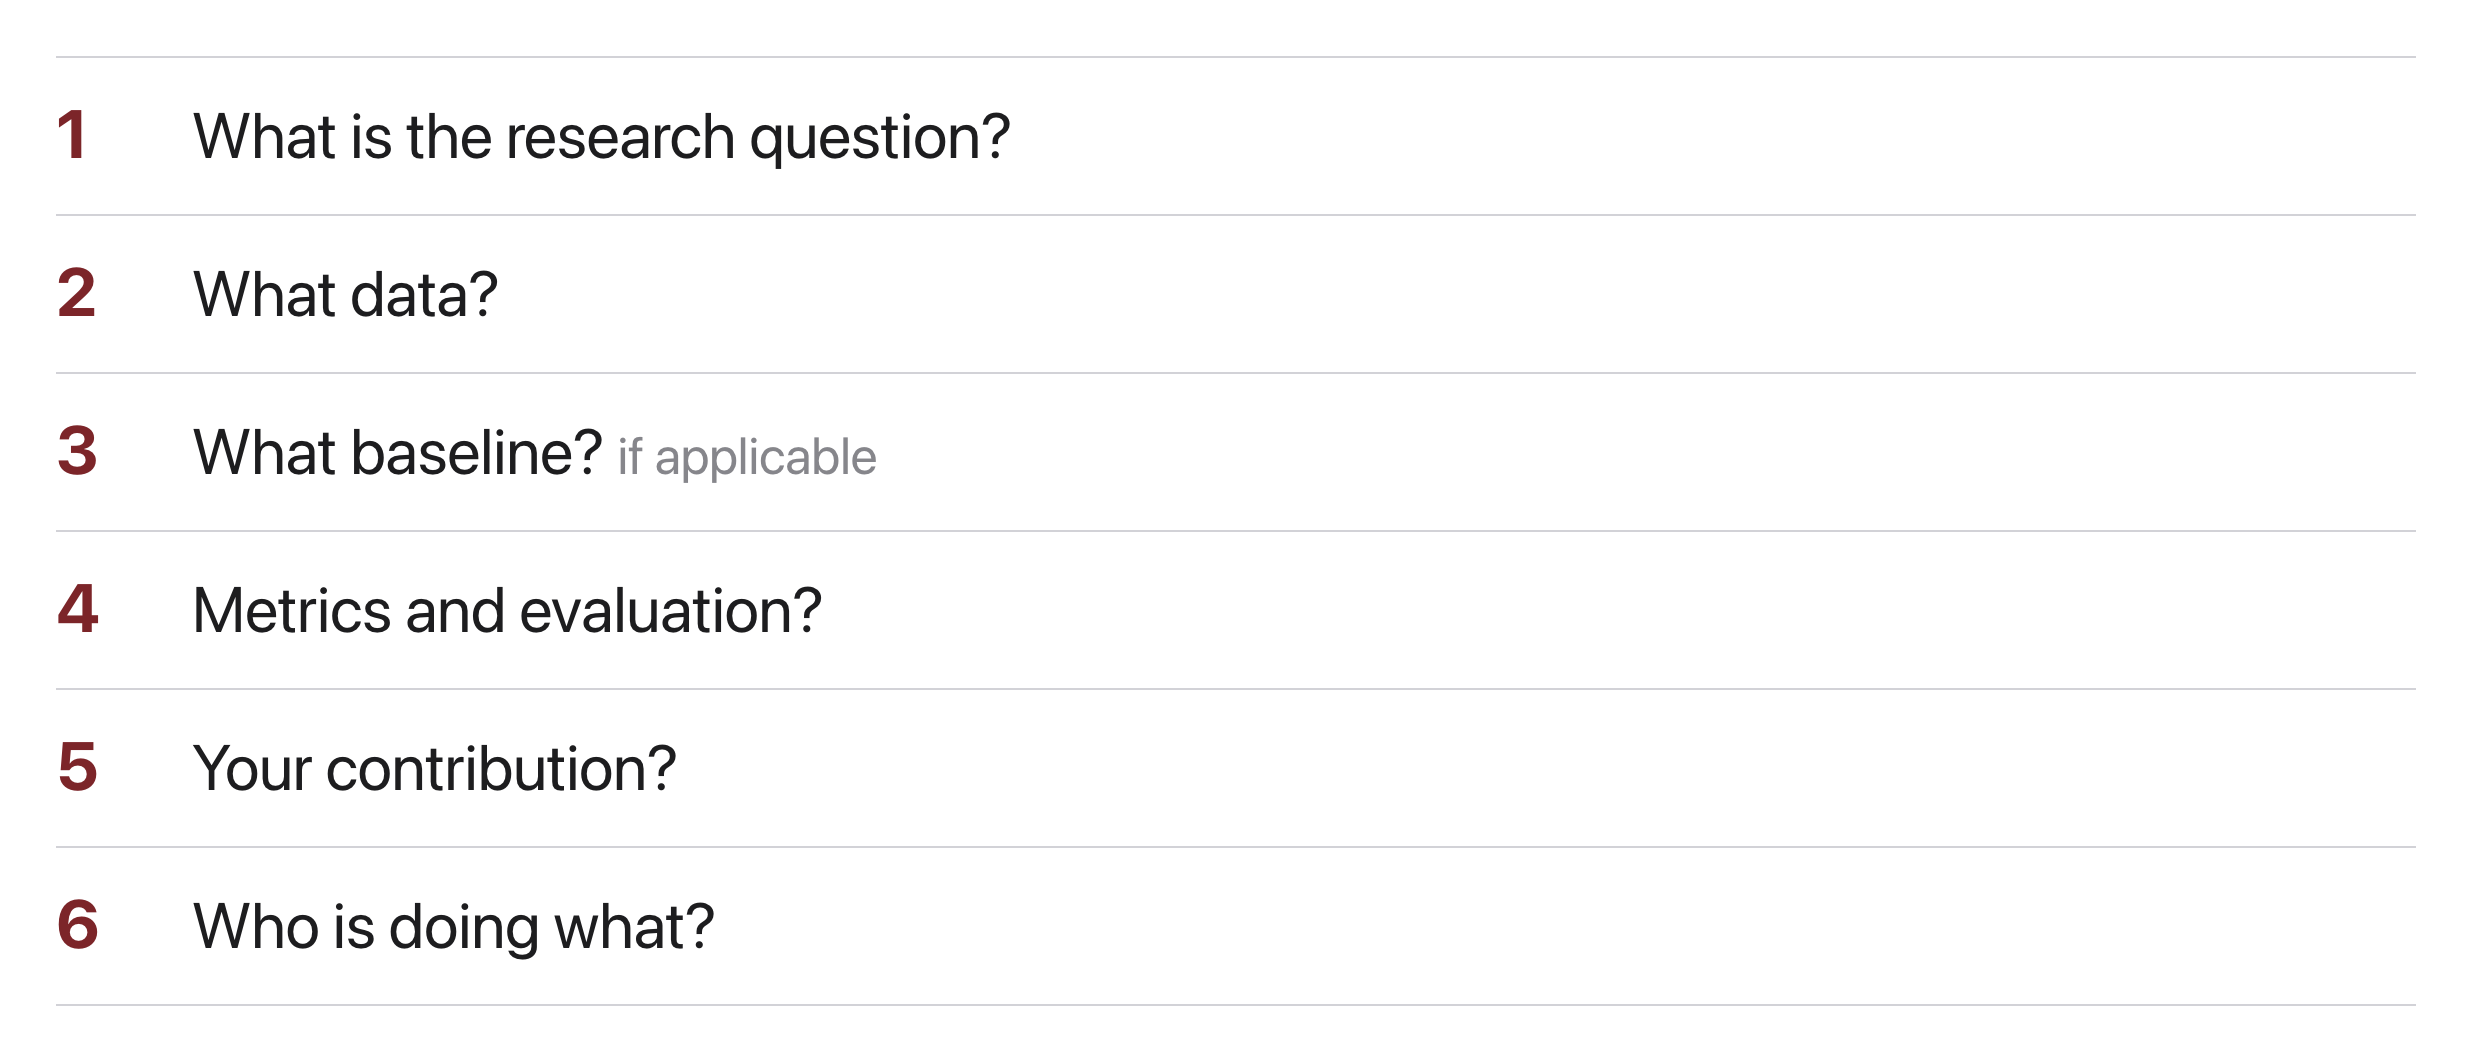 1 What is the research question?
2 What data?
3 What baseline? if applicable
4 Metrics and evaluation?
5 Your contribution?
6 Who is doing what?